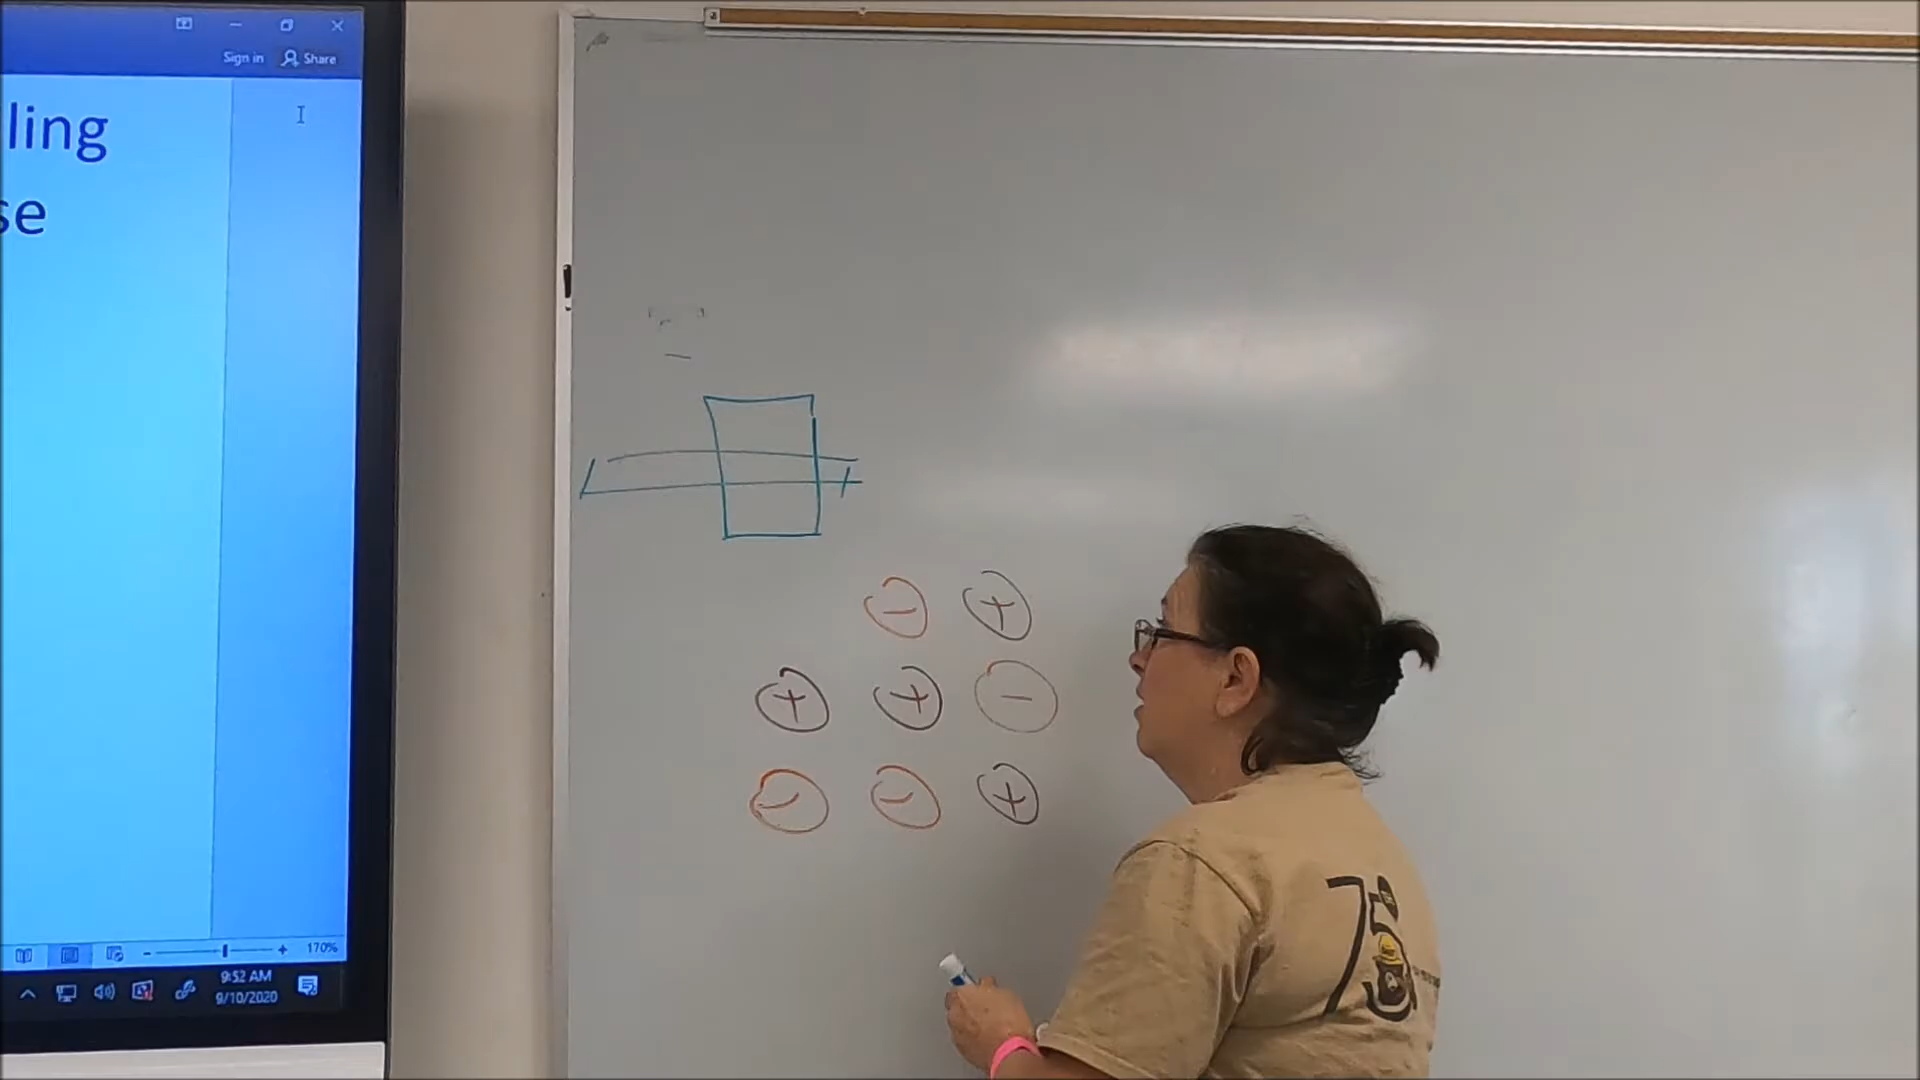 Sign in Share
ling
se
170%
9:52 AM
9/10/2020
−
− +
+ + −
− − +
75